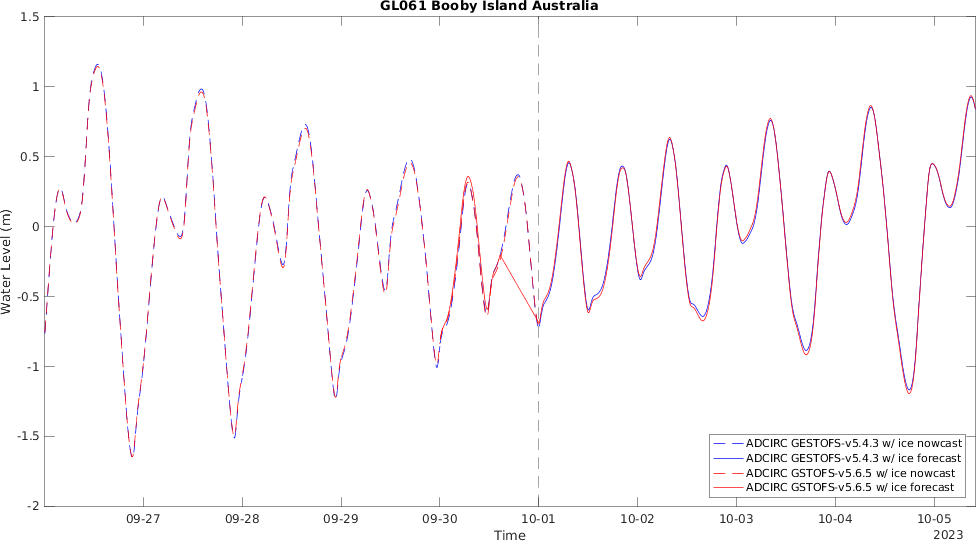 GL061 Booby Island Australia
1.5
1
0.5
0
-0.5
-1
-1.5
-2
Water Level (m)
ADCIRC GESTOFS-v5.4.3 w/ ice nowcast
ADCIRC GESTOFS-v5.4.3 w/ ice forecast
ADCIRC GSTOFS-v5.6.5 w/ ice nowcast
ADCIRC GSTOFS-v5.6.5 w/ ice forecast
09-27 09-28 09-29 09-30 10-01 10-02 10-03 10-04 10-05
Time
2023